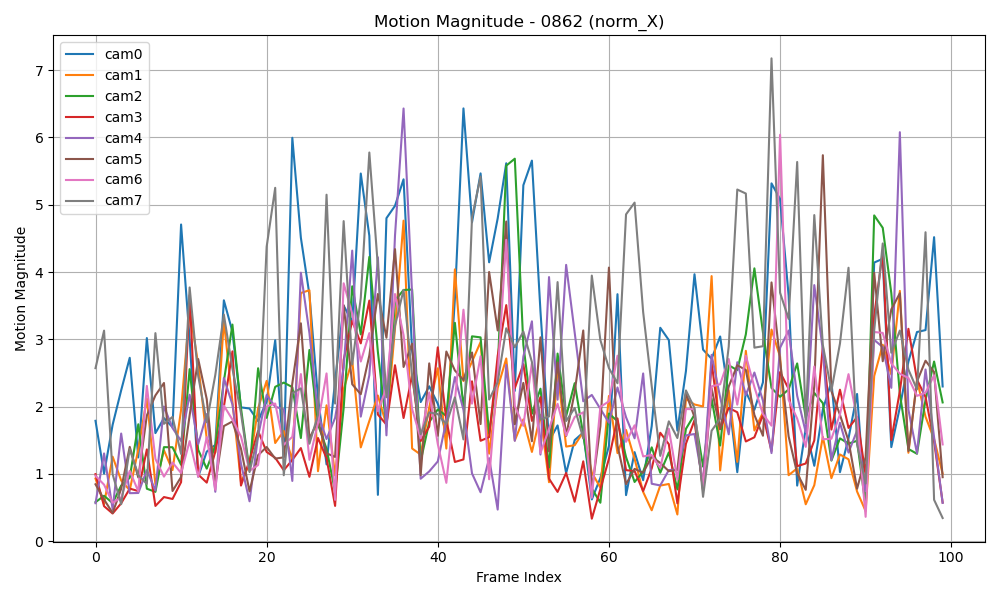 Motion Magnitude - 0862 (norm_X)
cam0
cam1
cam2
cam3
cam4
cam5
cam6
cam7
Motion Magnitude
7
6
5
4
3
2
1
0
0 20 40 60 80 100
Frame Index